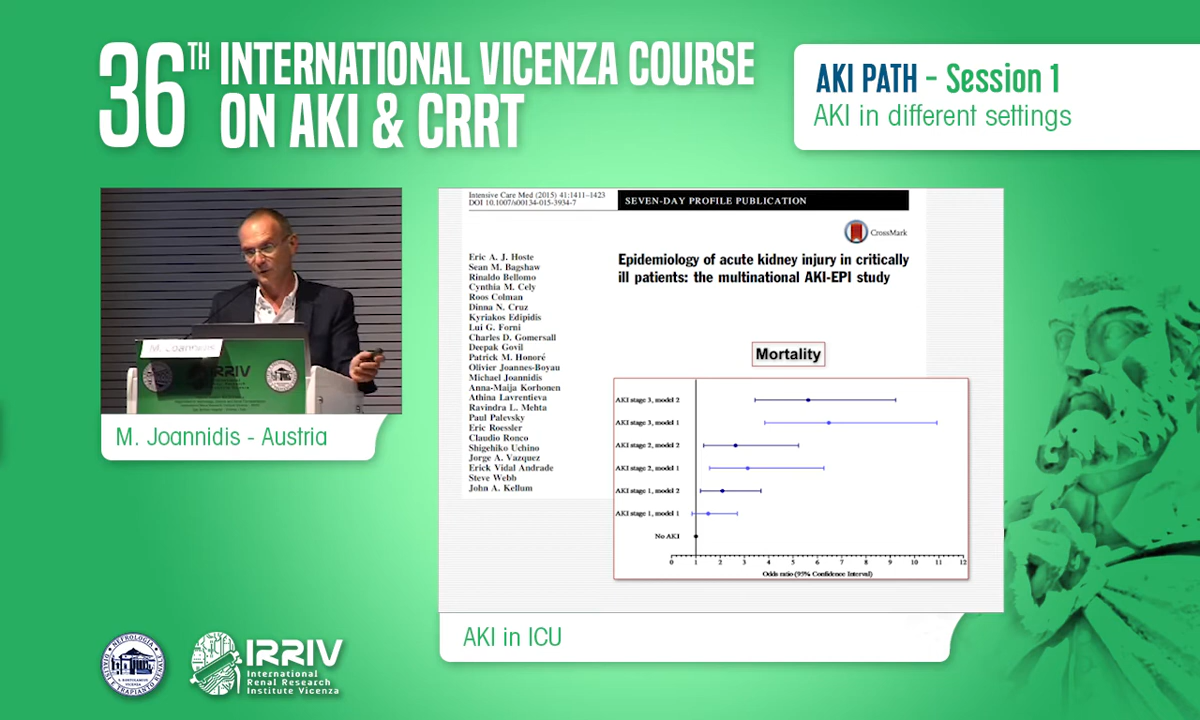 36TH INTERNATIONAL VICENZA COURSE
ON AKI & CRRT
AKI PATH - Session 1
AKI in different settings
M. Joannidis
IRRIV
M. Joannidis - Austria
Intensive Care Med (2015) 41:1411–1423
DOI 10.1007/s00134-015-3934-7
SEVEN-DAY PROFILE PUBLICATION
CrossMark
Eric A. J. Hoste
Sean M. Bagshaw
Rinaldo Bellomo
Cynthia M. Cely
Roos Colman
Dinna N. Cruz
Kyriakos Edipidis
Lui G. Forni
Charles D. Gomersall
Deepak Govil
Patrick M. Honoré
Olivier Joannes-Boyau
Michael Joannidis
Anna-Maija Korhonen
Athina Lavrentieva
Ravindra L. Mehta
Paul Palevsky
Eric Roessler
Claudio Ronco
Shigehiko Uchino
Jorge A. Vazquez
Erick Vidal Andrade
Steve Webb
John A. Kellum
Epidemiology of acute kidney injury in critically
ill patients: the multinational AKI-EPI study
Mortality
AKI stage 3, model 2
AKI stage 3, model 1
AKI stage 2, model 2
AKI stage 2, model 1
AKI stage 1, model 2
AKI stage 1, model 1
No AKI
0 1 2 3 4 5 6 7 8 9 10 11 12
Odds ratio (95% Confidence Interval)
AKI in ICU
NEFROLOGIA
DIALISI E TRAPIANTO RENALE
S. BORTOLO
VICENZA
IRRIV
International
Renal Research
Institute Vicenza